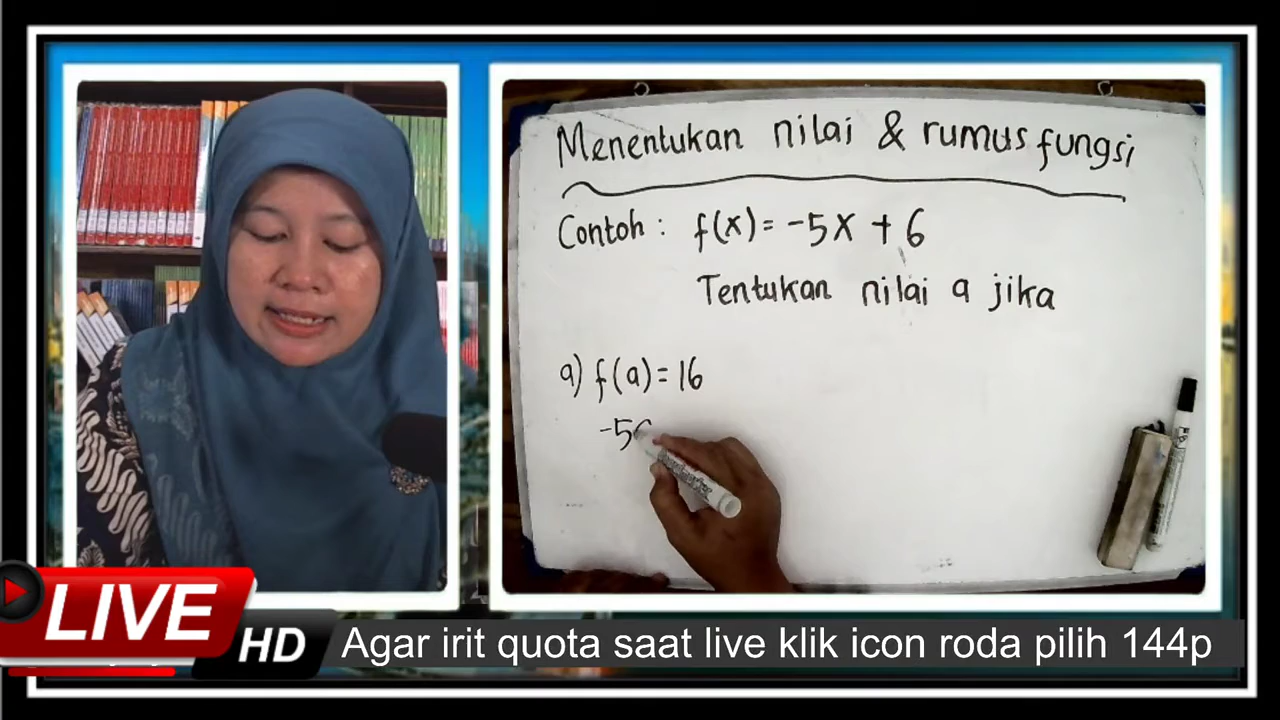 Menentukan nilai & rumus fungsi
Contoh : f(x) = -5x + 6
Tentukan nilai a jika
a) f(a) = 16
-5
LIVE
HD
Agar irit quota saat live klik icon roda pilih 144p